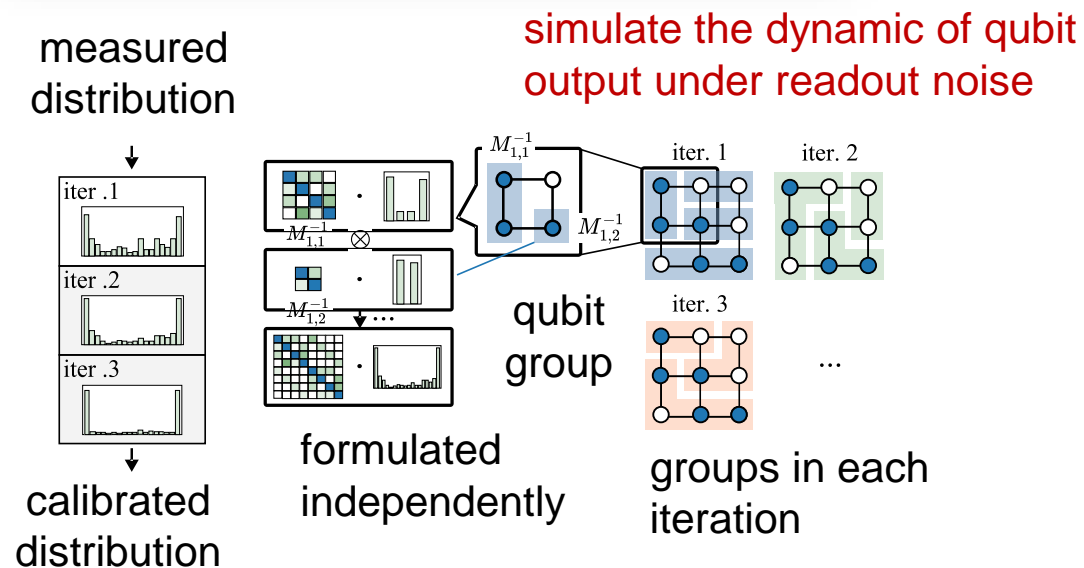 measured
distribution
simulate the dynamic of qubit
output under readout noise
iter .1
iter .2
iter .3
calibrated
distribution
$M_{1,1}^{-1}$
⊗
$M_{1,2}^{-1}$
...
formulated
independently
$M_{1,1}^{-1}$
$M_{1,2}^{-1}$
qubit
group
iter. 1
iter. 2
iter. 3
...
groups in each
iteration